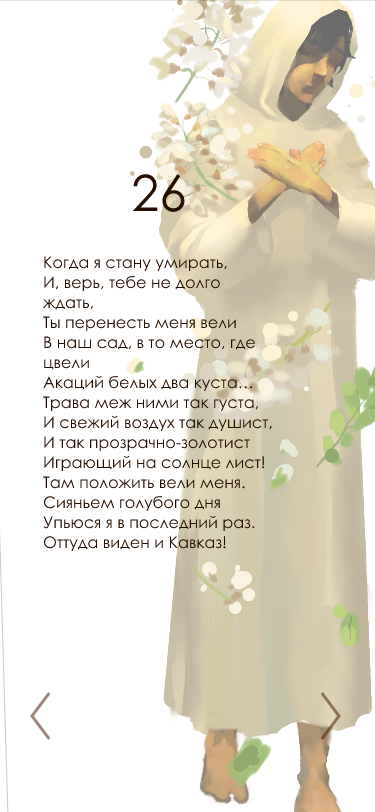 26
Когда я стану умирать,
И, верь, тебе не долго
ждать,
Ты перенесть меня вели
В наш сад, в то место, где
цвели
Акаций белых два куста...
Трава меж ними так густа,
И свежий воздух так душист,
И так прозрачно-золотист
Играющий на солнце лист!
Там положить вели меня.
Сияньем голубого дня
Упьюся я в последний раз.
Оттуда виден и Кавказ!